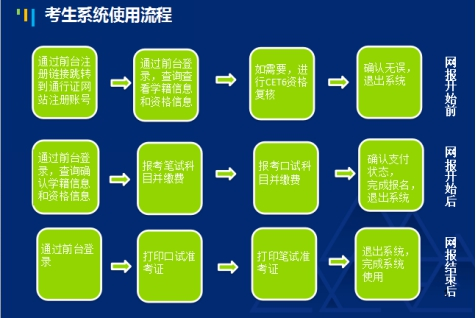 考生系统使用流程
通过前台注
册链接跳转
到通行证网
站注册账号
通过前台登
录，查询查
看学籍信息
和资格信息
如需要，进
行CET6资格
复核
确认无误，
退出系统
网报开始前
通过前台登
录，查询确
认学籍信息
和资格信息
报考笔试科
目并缴费
报考口试科
目并缴费
确认支付
状态，
完成报名，
退出系统
网报开始后
通过前台登
录
打印口试准
考证
打印笔试准
考证
退出系统，
完成系统
使用
网报结束后